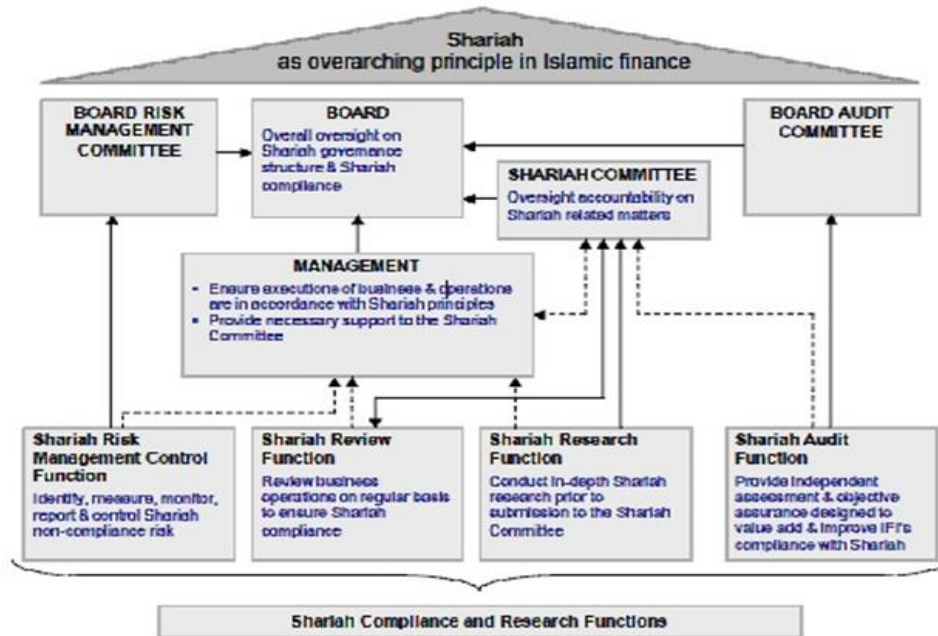 Shariah
as overarching principle in Islamic finance
BOARD RISK
MANAGEMENT
COMMITTEE
BOARD
Overall oversight on
Shariah governance
structure & Shariah
compliance
BOARD AUDIT
COMMITTEE
SHARIAH COMMITTEE
Oversight accountability on
Shariah related matters
MANAGEMENT
▪ Ensure executions of business & operations
are in accordance with Shariah principles
▪ Provide necessary support to the Shariah
Committee
Shariah Risk
Management Control
Function
Identify, measure, monitor,
report & control Shariah
non-compliance risk
Shariah Review
Function
Review business
operations on regular basis
to ensure Shariah
compliance
Shariah Research
Function
Conduct in-depth Shariah
research prior to
submission to the Shariah
Committee
Shariah Audit
Function
Provide independent
assessment & objective
assurance designed to
value add & improve IFI's
compliance with Shariah
Shariah Compliance and Research Functions